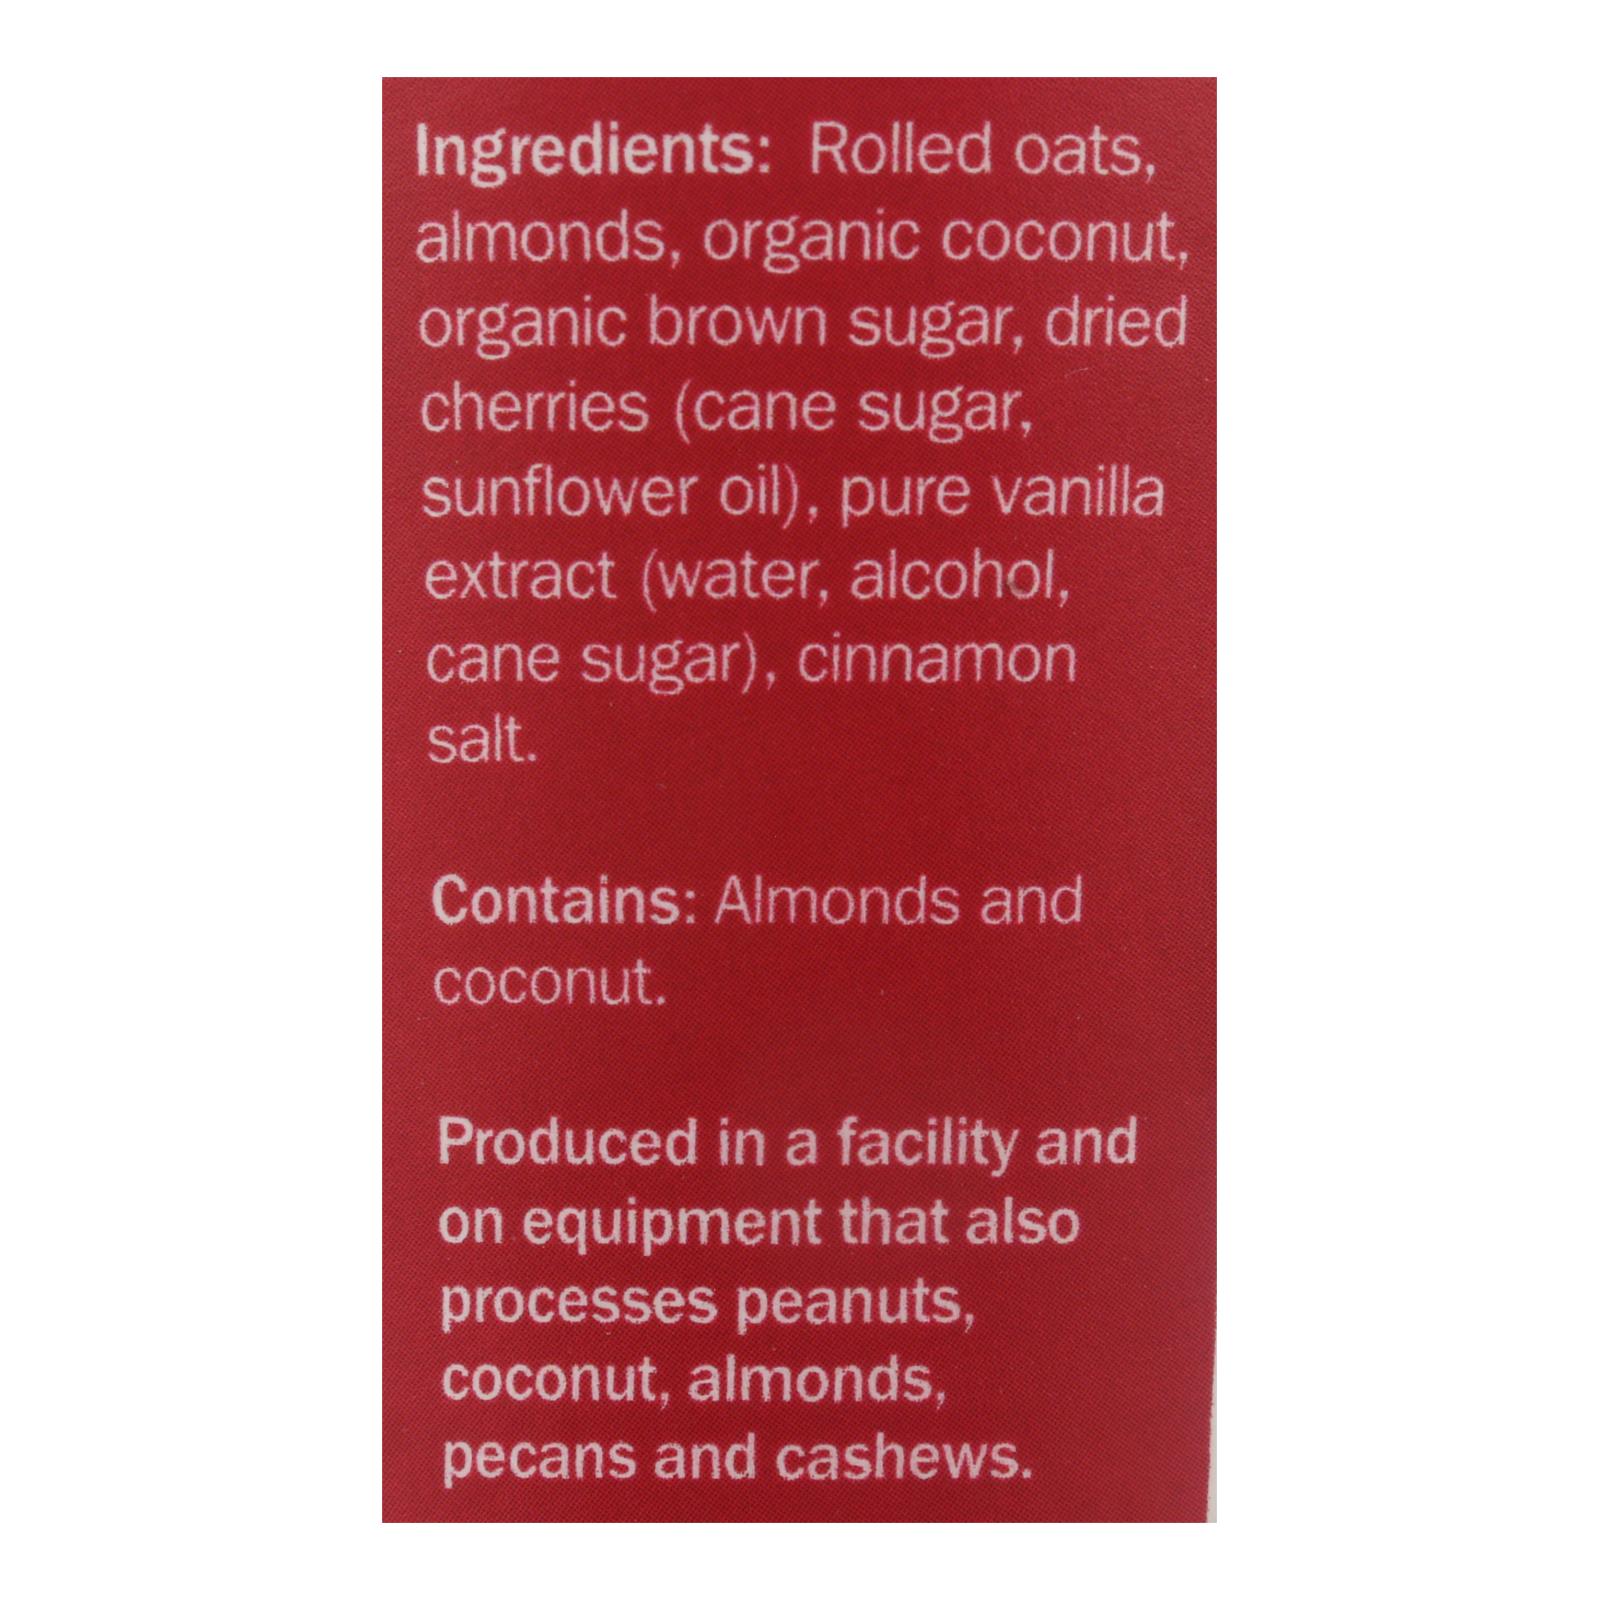 Ingredients: Rolled oats,
almonds, organic coconut,
organic brown sugar, dried
cherries (cane sugar,
sunflower oil), pure vanilla
extract (water, alcohol,
cane sugar), cinnamon
salt.
Contains: Almonds and
coconut.
Produced in a facility and
on equipment that also
processes peanuts,
coconut, almonds,
pecans and cashews.